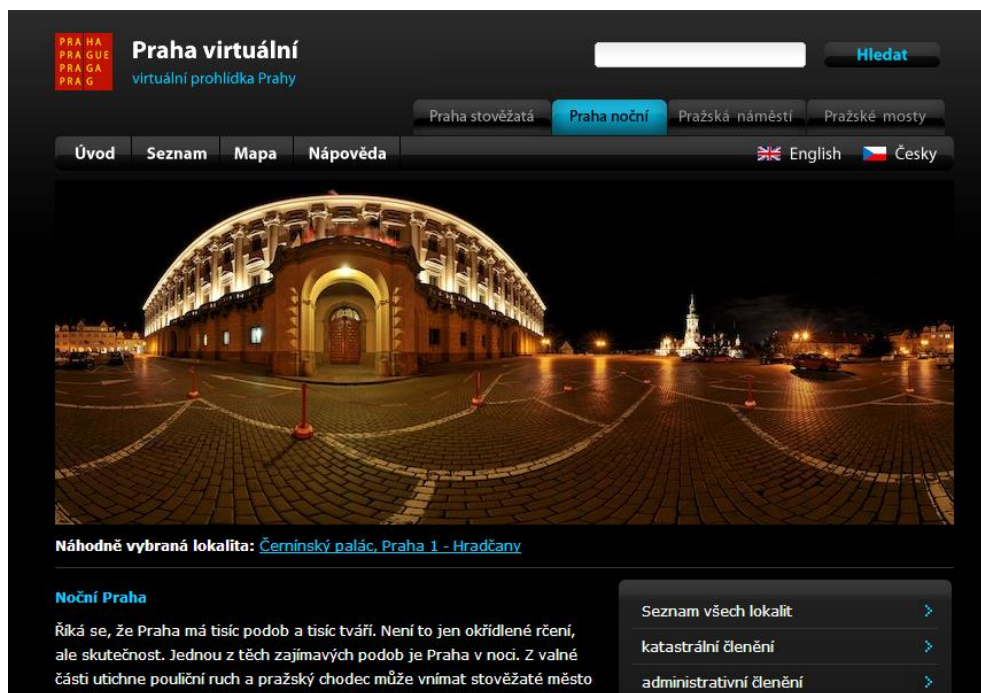 PRA HA
PRA GUE
PRA GA
PRA G
Praha virtuální
virtuální prohlídka Prahy
Hledat
Praha stověžatá Praha noční Pražská náměstí Pražské mosty
Úvod Seznam Mapa Nápověda English Česky
Náhodně vybraná lokalita: Černínský palác, Praha 1 - Hradčany
Noční Praha
Říká se, že Praha má tisíc podob a tisíc tváří. Není to jen okřídlené rčení,
ale skutečnost. Jednou z těch zajímavých podob je Praha v noci. Z valné
části utichne pouliční ruch a pražský chodec může vnímat stověžaté město
Seznam všech lokalit
katastrální členění
administrativní členění